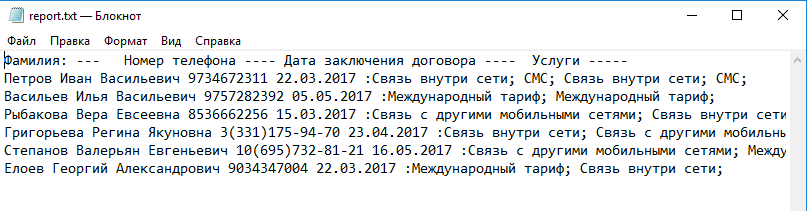 report.txt — Блокнот
Файл Правка Формат Вид Справка
Фамилия: --- Номер телефона ---- Дата заключения договора ---- Услуги -----
Петров Иван Васильевич 9734672311 22.03.2017 :Связь внутри сети; СМС; Связь внутри сети; СМС;
Васильев Илья Васильевич 9757282392 05.05.2017 :Международный тариф; Международный тариф;
Рыбакова Вера Евсеевна 8536662256 15.03.2017 :Связь с другими мобильными сетями; Связь внутри сети
Григорьева Регина Якуновна 3(331)175-94-70 23.04.2017 :Связь внутри сети; Связь с другими мобильн
Степанов Валерьян Евгеньевич 10(695)732-81-21 16.05.2017 :Связь с другими мобильными сетями; Между
Елоев Георгий Александрович 9034347004 22.03.2017 :Международный тариф; Связь внутри сети;